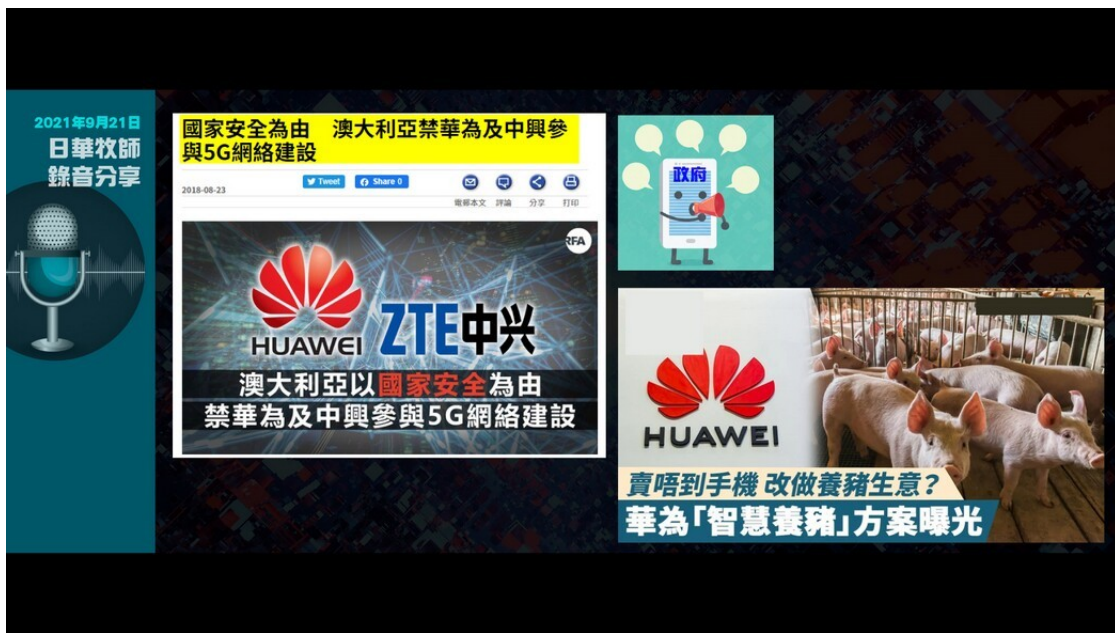 2021年9月21日
日華牧師
錄音分享
國家安全為由　澳大利亞禁華為及中興參
與5G網絡建設
2018-08-23
Tweet
Share 0
電郵本文
評論
分享
打印
RFA
HUAWEI
ZTE中兴
澳大利亞以國家安全為由
禁華為及中興參與5G網絡建設
政府
HUAWEI
賣唔到手機 改做養豬生意？
華為「智慧養豬」方案曝光